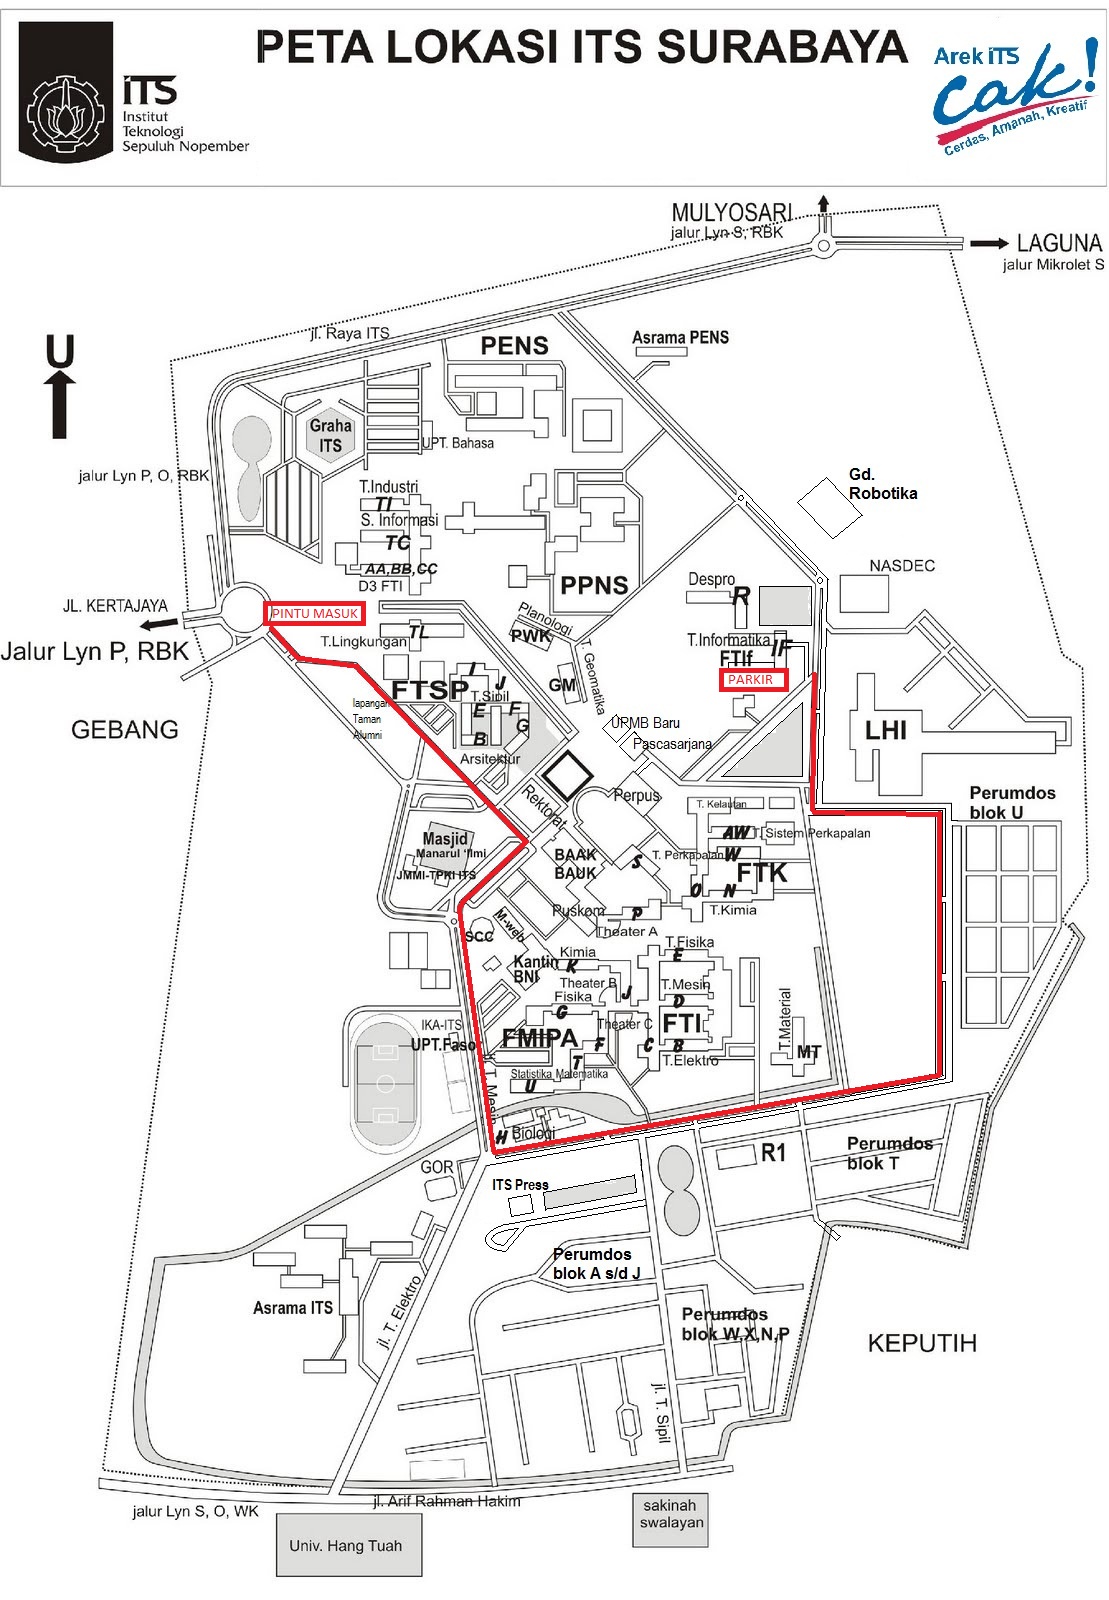 PETA LOKASI ITS SURABAYA
Arek iTS
cak!
Cerdas, Amanah, Kreatif
iTS
Institut
Teknologi
Sepuluh Nopember
MULYOSARI
jalur Lyn S, RBK
LAGUNA
jalur Mikrolet S
U
jl. Raya ITS
PENS
Asrama PENS
Graha
ITS
UPT. Bahasa
jalur Lyn P, O, RBK
Gd.
Robotika
T.Industri
TI
S. Informasi
TC
AA,BB,CC
D3 FTI
PPNS
NASDEC
Despro
R
JL. KERTAJAYA
PINTU MASUK
Jalur Lyn P, RBK
T.Lingkungan
TL
Planologi
PWK
T. Geomatika
GM
T.Informatika
IF
FTIf
PARKIR
FTSP
I
J
T.Sipil
E
F
G
B
Arsitektur
lapangan
Taman
Alumni
GEBANG
UPMB Baru
Pascasarjana
LHI
Perumdos
blok U
Rektorat
Perpus
T. Kelautan
AW
T. Sistem Perkapalan
T. Perkapalan
W
FTK
O
N
T.Kimia
Masjid
Manarul 'Ilmi
JMMI-TPKI ITS
BAAK
BAUK
S
Puskom
P
Theater A
SCC
M-web
Kantin
BNI
Kimia
K
Theater B
J
Fisika
G
T.Fisika
E
T.Mesin
D
FTI
Theater C
C
B
T.Elektro
T.Material
MT
IKA-ITS
UPT.Fasor
FMIPA
F
T
Statistika
Matematika
U
jl. T. Mesin
H
Biologi
GOR
ITS Press
R1
Perumdos
blok T
Perumdos
blok A s/d J
Asrama ITS
jl. T. Elektro
Perumdos
blok W,X,N,P
KEPUTIH
jl. T. Sipil
jl. Arif Rahman Hakim
jalur Lyn S, O, WK
Univ. Hang Tuah
sakinah
swalayan